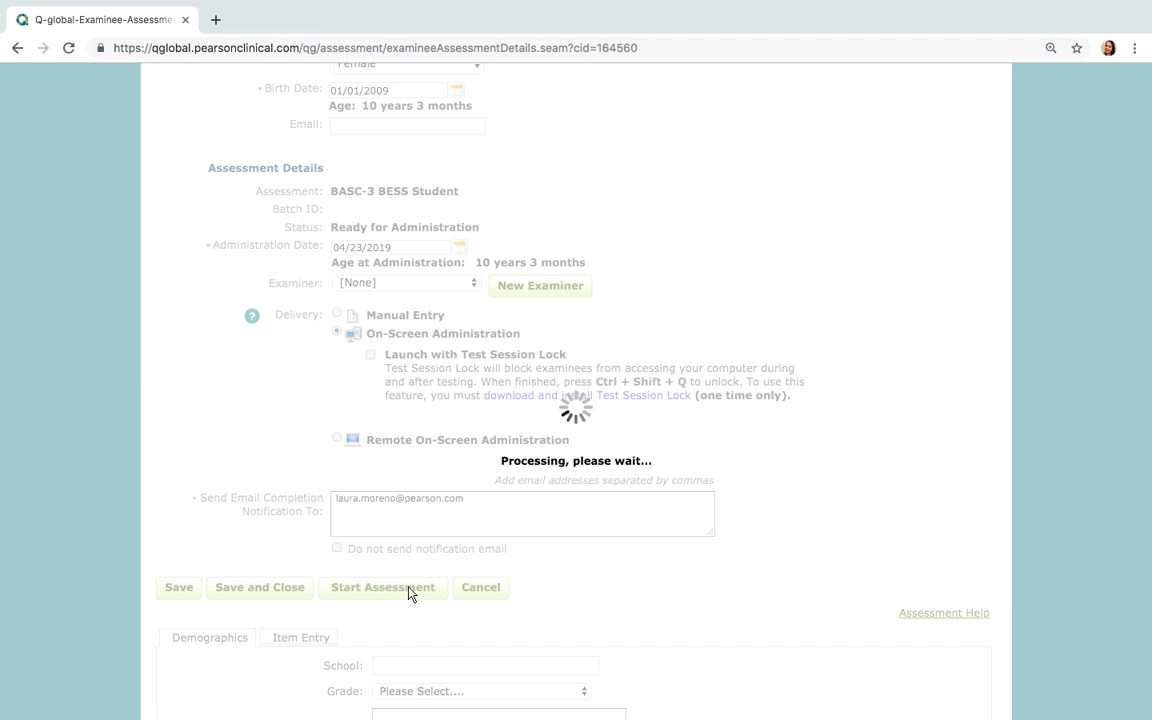 Q-global-Examinee-Assessme
https://qglobal.pearsonclinical.com/qg/assessment/examineeAssessmentDetails.seam?cid=164560
Female
• Birth Date: 01/01/2009
Age: 10 years 3 months
Email:
Assessment Details
Assessment: BASC-3 BESS Student
Batch ID:
Status: Ready for Administration
• Administration Date: 04/23/2019
Age at Administration: 10 years 3 months
Examiner: [None] New Examiner
? Delivery: Manual Entry
On-Screen Administration
Launch with Test Session Lock
Test Session Lock will block examinees from accessing your computer during
and after testing. When finished, press Ctrl + Shift + Q to unlock. To use this
feature, you must download and install Test Session Lock (one time only).
Remote On-Screen Administration
Processing, please wait...
Add email addresses separated by commas
• Send Email Completion laura.moreno@pearson.com
Notification To:
Do not send notification email
Save Save and Close Start Assessment Cancel
Assessment Help
Demographics Item Entry
School:
Grade: Please Select....